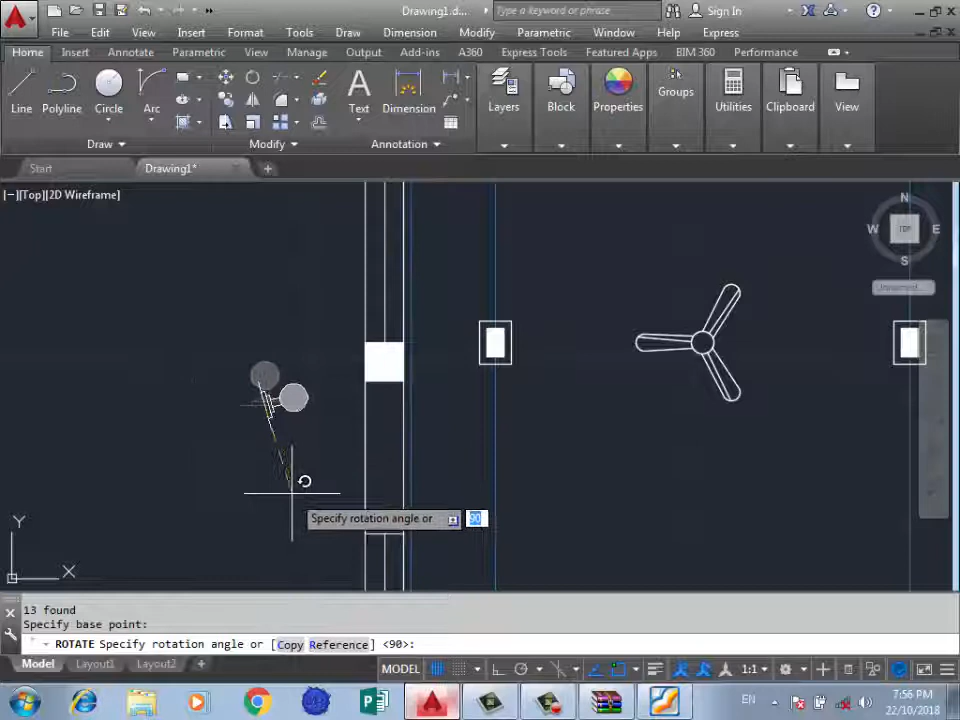 Drawing1.d... Type a keyword or phrase Sign In
File Edit View Insert Format Tools Draw Dimension Modify Parametric Window Help Express
Home Insert Annotate Parametric View Manage Output Add-ins A360 Express Tools Featured Apps BIM 360 Performance
Line Polyline Circle Arc Text Dimension Layers Block Properties Groups Utilities Clipboard View
Draw Modify Annotation
Start Drawing1*
[−][Top][2D Wireframe]
N
W TOP E
S
Unnamed...
Specify rotation angle or 90
Y
X
13 found
Specify base point:
ROTATE Specify rotation angle or [Copy Reference] <90>:
Model Layout1 Layout2 + MODEL 1:1
EN 7:56 PM
22/10/2018